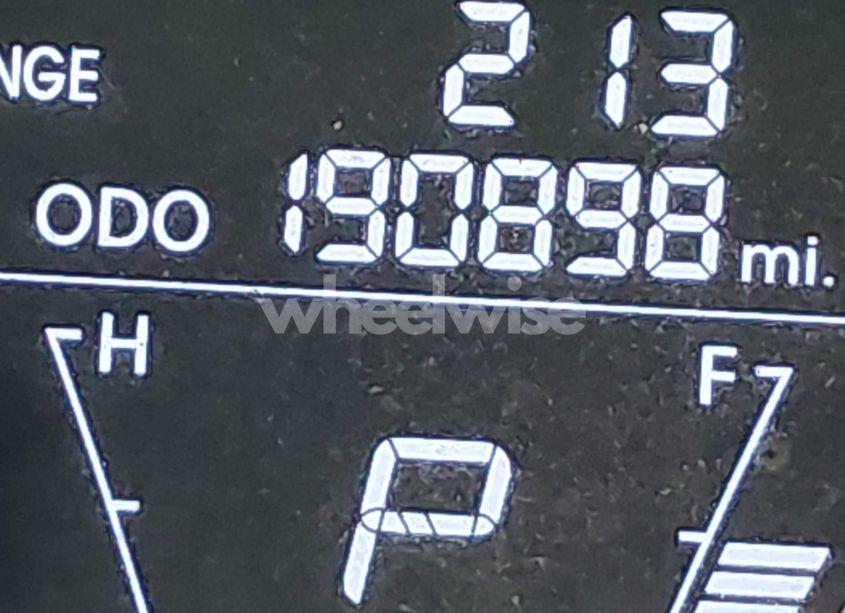 NGE 213
ODO 190898 mi.
wheelwise
H F
P